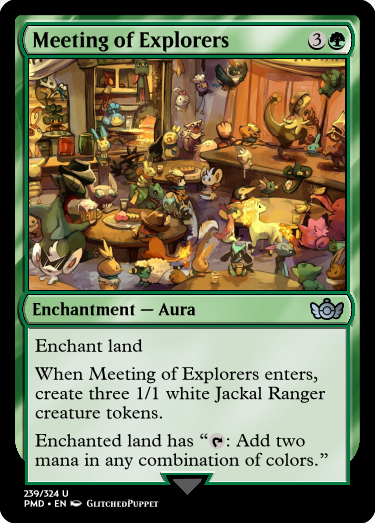 Meeting of Explorers 3
Enchantment — Aura
Enchant land
When Meeting of Explorers enters,
create three 1/1 white Jackal Ranger
creature tokens.
Enchanted land has “: Add two
mana in any combination of colors.”
239/324 U
PMD • EN GlitchedPuppet